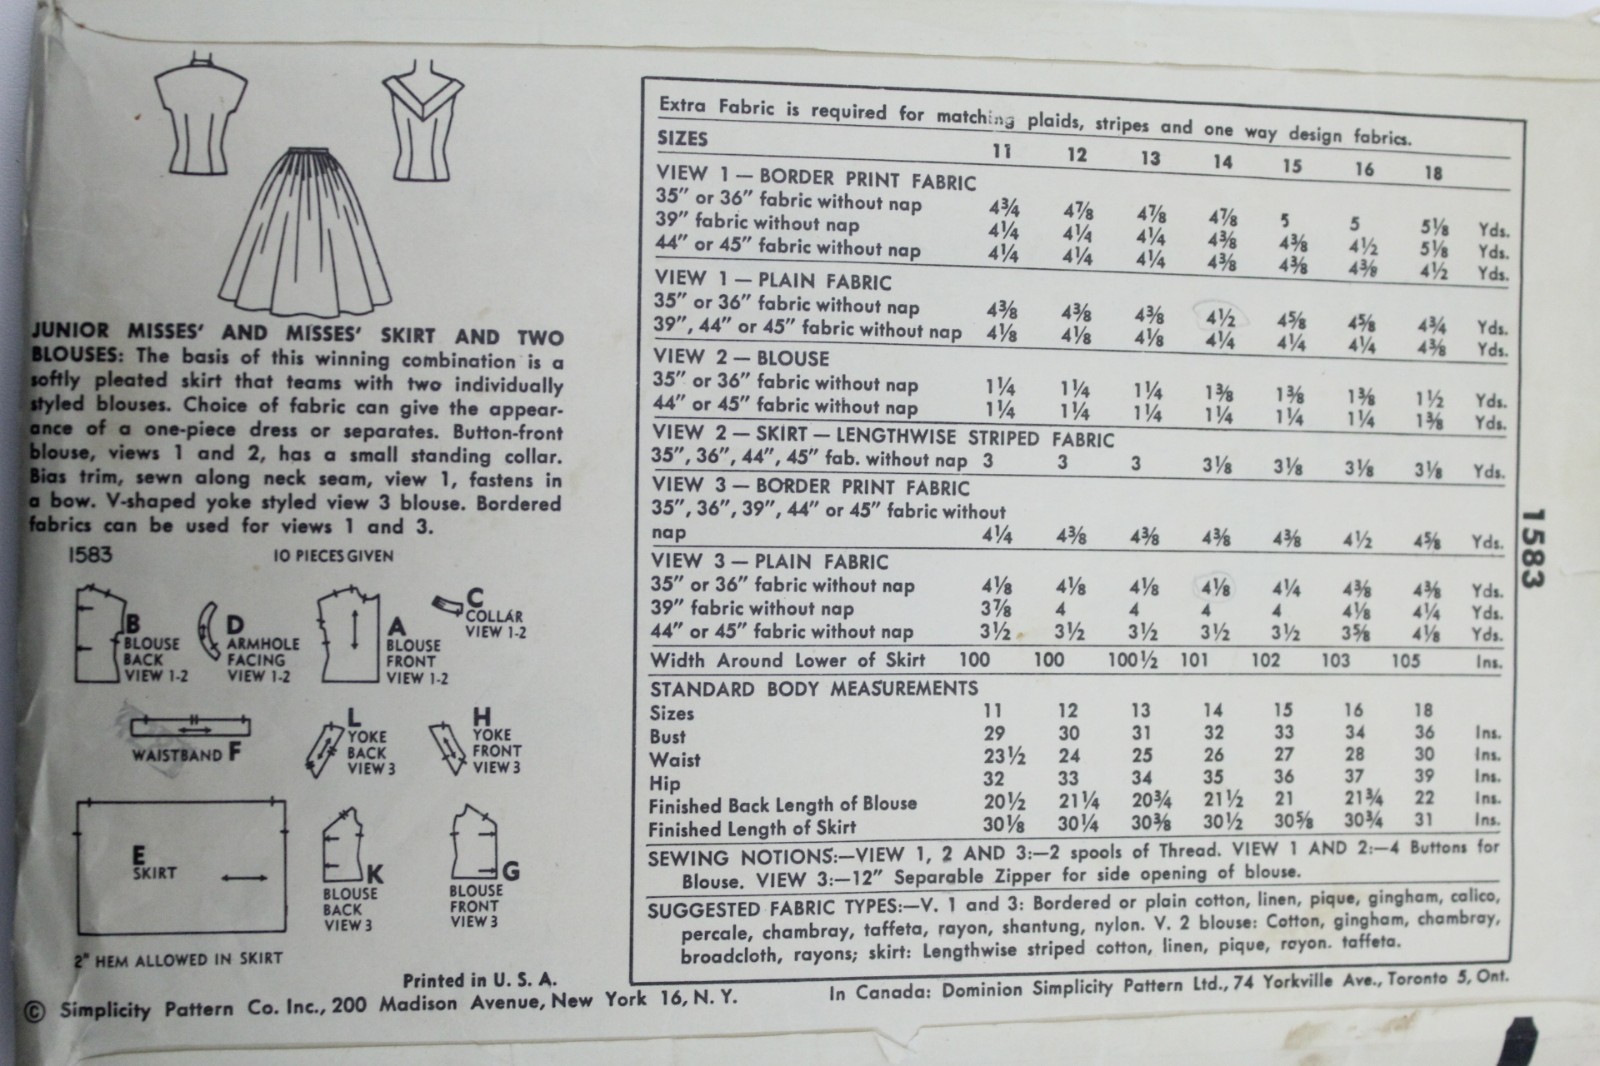 JUNIOR MISSES' AND MISSES' SKIRT AND TWO
BLOUSES: The basis of this winning combination is a
softly pleated skirt that teams with two individually
styled blouses. Choice of fabric can give the appear-
ance of a one-piece dress or separates. Button-front
blouse, views 1 and 2, has a small standing collar.
Bias trim, sewn along neck seam, view 1, fastens in
a bow. V-shaped yoke styled view 3 blouse. Bordered
fabrics can be used for views 1 and 3.
1583 10 PIECES GIVEN
B
BLOUSE
BACK
VIEW 1-2
D
ARMHOLE
FACING
VIEW 1-2
A
BLOUSE
FRONT
VIEW 1-2
C
COLLAR
VIEW 1-2
WAISTBAND F
L
YOKE
BACK
VIEW 3
H
YOKE
FRONT
VIEW 3
E
SKIRT
K
BLOUSE
BACK
VIEW 3
G
BLOUSE
FRONT
VIEW 3
2" HEM ALLOWED IN SKIRT
Printed in U. S. A.
© Simplicity Pattern Co. Inc., 200 Madison Avenue, New York 16, N. Y.
Extra Fabric is required for matching plaids, stripes and one way design fabrics.
SIZES 11 12 13 14 15 16 18
VIEW 1 — BORDER PRINT FABRIC
35" or 36" fabric without nap 4¾ 4⅞ 4⅞ 4⅞ 5 5 5⅛ Yds.
39" fabric without nap 4¼ 4¼ 4¼ 4⅜ 4⅜ 4½ 5⅛ Yds.
44" or 45" fabric without nap 4¼ 4¼ 4¼ 4⅜ 4⅜ 4⅜ 4½ Yds.
VIEW 1 — PLAIN FABRIC
35" or 36" fabric without nap 4⅜ 4⅜ 4⅜ 4½ 4⅝ 4⅝ 4¾ Yds.
39", 44" or 45" fabric without nap 4⅛ 4⅛ 4⅛ 4¼ 4¼ 4¼ 4⅜ Yds.
VIEW 2 — BLOUSE
35" or 36" fabric without nap 1¼ 1¼ 1¼ 1⅜ 1⅜ 1⅜ 1½ Yds.
44" or 45" fabric without nap 1¼ 1¼ 1¼ 1¼ 1¼ 1¼ 1⅜ Yds.
VIEW 2 — SKIRT — LENGTHWISE STRIPED FABRIC
35", 36", 44", 45" fab. without nap 3 3 3 3⅛ 3⅛ 3⅛ 3⅛ Yds.
VIEW 3 — BORDER PRINT FABRIC
35", 36", 39", 44" or 45" fabric without
nap 4¼ 4⅜ 4⅜ 4⅜ 4⅜ 4½ 4⅝ Yds.
VIEW 3 — PLAIN FABRIC
35" or 36" fabric without nap 4⅛ 4⅛ 4⅛ 4⅛ 4¼ 4⅜ 4⅜ Yds.
39" fabric without nap 3⅞ 4 4 4 4 4⅛ 4¼ Yds.
44" or 45" fabric without nap 3½ 3½ 3½ 3½ 3½ 3⅝ 4⅛ Yds.
Width Around Lower of Skirt 100 100 100½ 101 102 103 105 Ins.
STANDARD BODY MEASUREMENTS
Sizes 11 12 13 14 15 16 18
Bust 29 30 31 32 33 34 36 Ins.
Waist 23½ 24 25 26 27 28 30 Ins.
Hip 32 33 34 35 36 37 39 Ins.
Finished Back Length of Blouse 20½ 21¼ 20¾ 21½ 21 21¾ 22 Ins.
Finished Length of Skirt 30⅛ 30¼ 30⅜ 30½ 30⅝ 30¾ 31 Ins.
SEWING NOTIONS:—VIEW 1, 2 AND 3:—2 spools of Thread. VIEW 1 AND 2:—4 Buttons for
Blouse. VIEW 3:—12" Separable Zipper for side opening of blouse.
SUGGESTED FABRIC TYPES:—V. 1 and 3: Bordered or plain cotton, linen, pique, gingham, calico,
percale, chambray, taffeta, rayon, shantung, nylon. V. 2 blouse: Cotton, gingham, chambray,
broadcloth, rayons; skirt: Lengthwise striped cotton, linen, pique, rayon. taffeta.
In Canada: Dominion Simplicity Pattern Ltd., 74 Yorkville Ave., Toronto 5, Ont.
1583